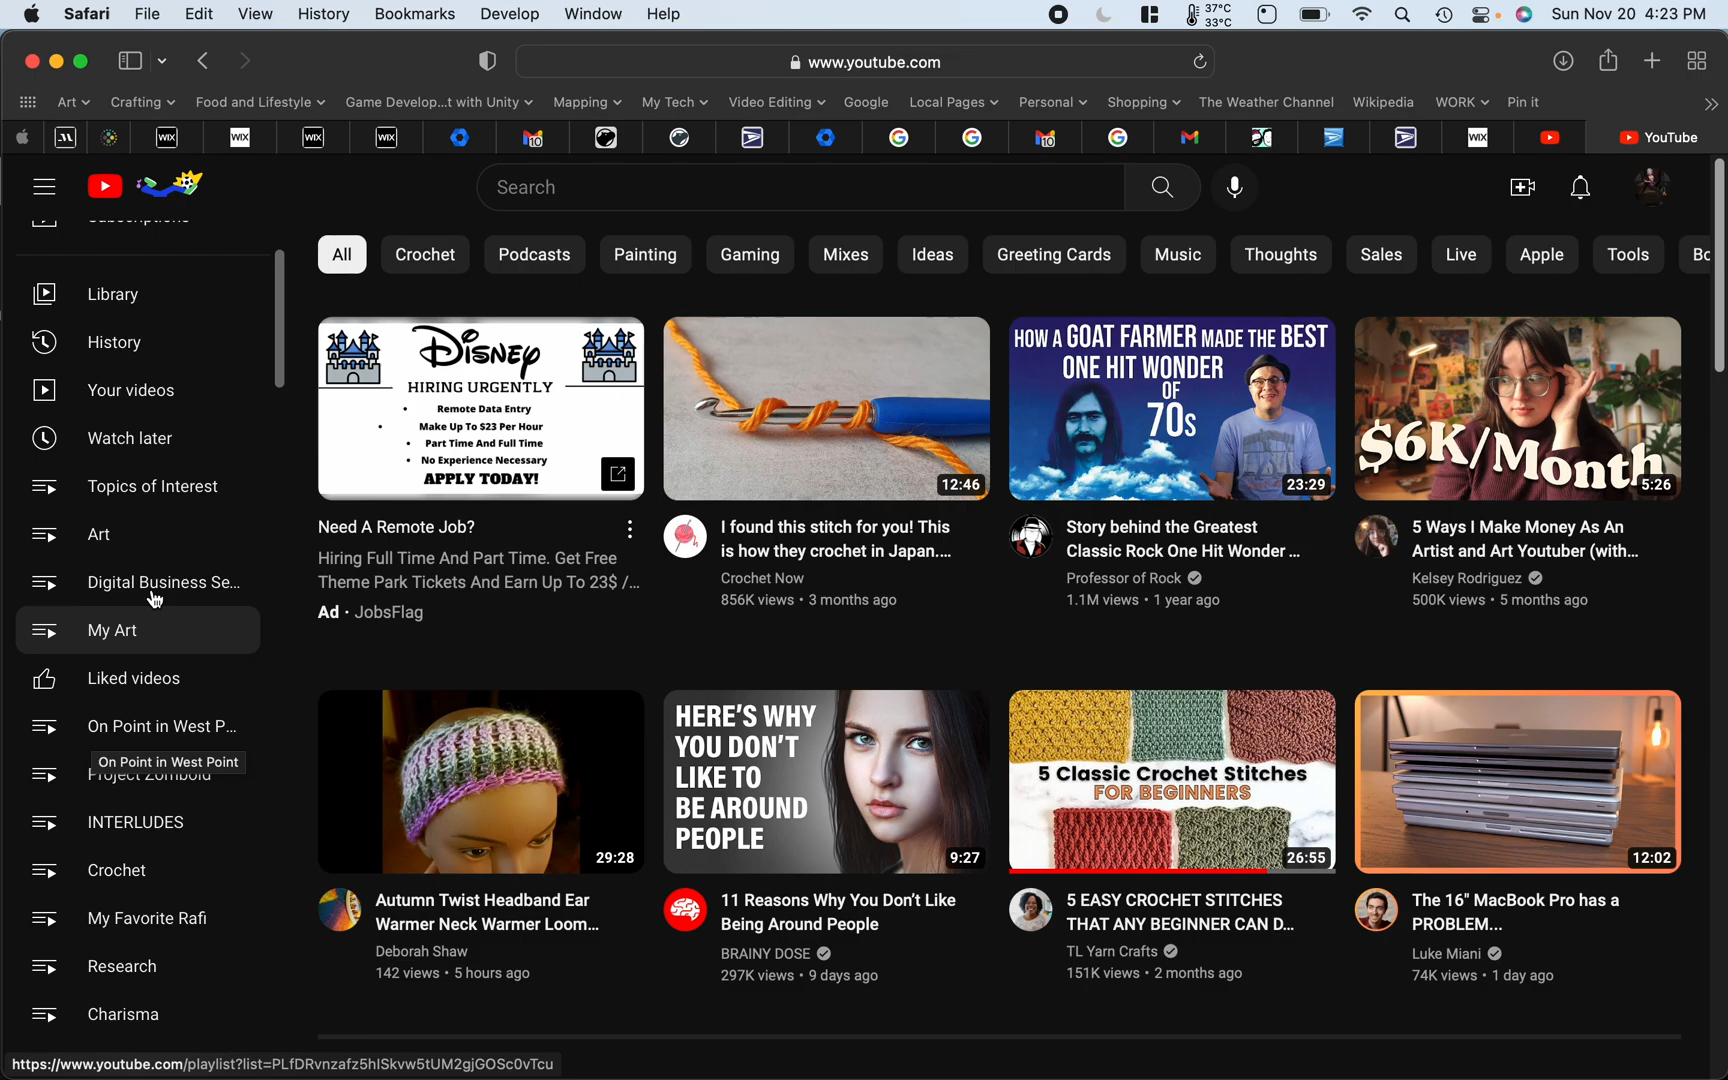 Safari File Edit View History Bookmarks Develop Window Help 37°C 33°C Sun Nov 20 4:23 PM
www.youtube.com
Art Crafting Food and Lifestyle Game Develop...t with Unity Mapping My Tech Video Editing Google Local Pages Personal Shopping The Weather Channel Wikipedia WORK Pin it
WIX WIX WIX WIX 10 10 WIX YouTube
Search
Subscriptions
All Crochet Podcasts Painting Gaming Mixes Ideas Greeting Cards Music Thoughts Sales Live Apple Tools Bo
Library
History
Your videos
Watch later
Topics of Interest
Art
Digital Business Se...
My Art
Liked videos
On Point in West P...
On Point in West Point
Project Zomboid
INTERLUDES
Crochet
My Favorite Rafi
Research
Charisma
DISNEY
HIRING URGENTLY
• Remote Data Entry
• Make Up To $23 Per Hour
• Part Time And Full Time
• No Experience Necessary
APPLY TODAY!
Need A Remote Job?
Hiring Full Time And Part Time. Get Free
Theme Park Tickets And Earn Up To 23$ /...
Ad · JobsFlag
12:46
I found this stitch for you! This
is how they crochet in Japan....
Crochet Now
856K views • 3 months ago
HOW A GOAT FARMER MADE THE BEST
ONE HIT WONDER
OF
70s
23:29
Story behind the Greatest
Classic Rock One Hit Wonder ...
Professor of Rock
1.1M views • 1 year ago
$6K/Month
5:26
5 Ways I Make Money As An
Artist and Art Youtuber (with...
Kelsey Rodriguez
500K views • 5 months ago
29:28
Autumn Twist Headband Ear
Warmer Neck Warmer Loom...
Deborah Shaw
142 views • 5 hours ago
HERE'S WHY
YOU DON'T
LIKE TO
BE AROUND
PEOPLE
9:27
11 Reasons Why You Don't Like
Being Around People
BRAINY DOSE
297K views • 9 days ago
5 Classic Crochet Stitches
FOR BEGINNERS
26:55
5 EASY CROCHET STITCHES
THAT ANY BEGINNER CAN D...
TL Yarn Crafts
151K views • 2 months ago
12:02
The 16" MacBook Pro has a
PROBLEM...
Luke Miani
74K views • 1 day ago
https://www.youtube.com/playlist?list=PLfDRvnzafz5hISkvw5tUM2gjGOSc0vTcu